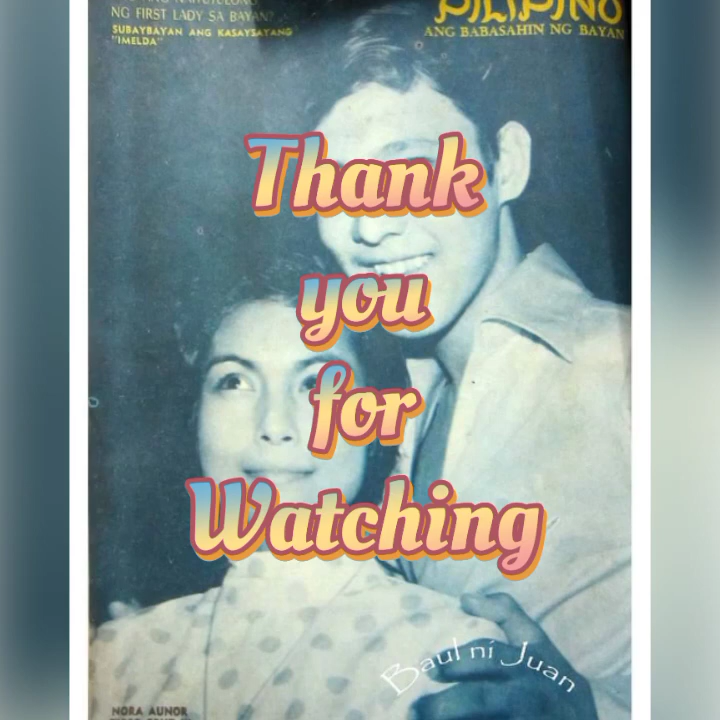 NG FIRST LADY SA BAYAN?
SUBAYBAYAN ANG KASAYSAYANG
"IMELDA"
PILIPINO
ANG BABASAHIN NG BAYAN
Thank
you
for
Watching
Baul ni Juan
NORA AUNOR